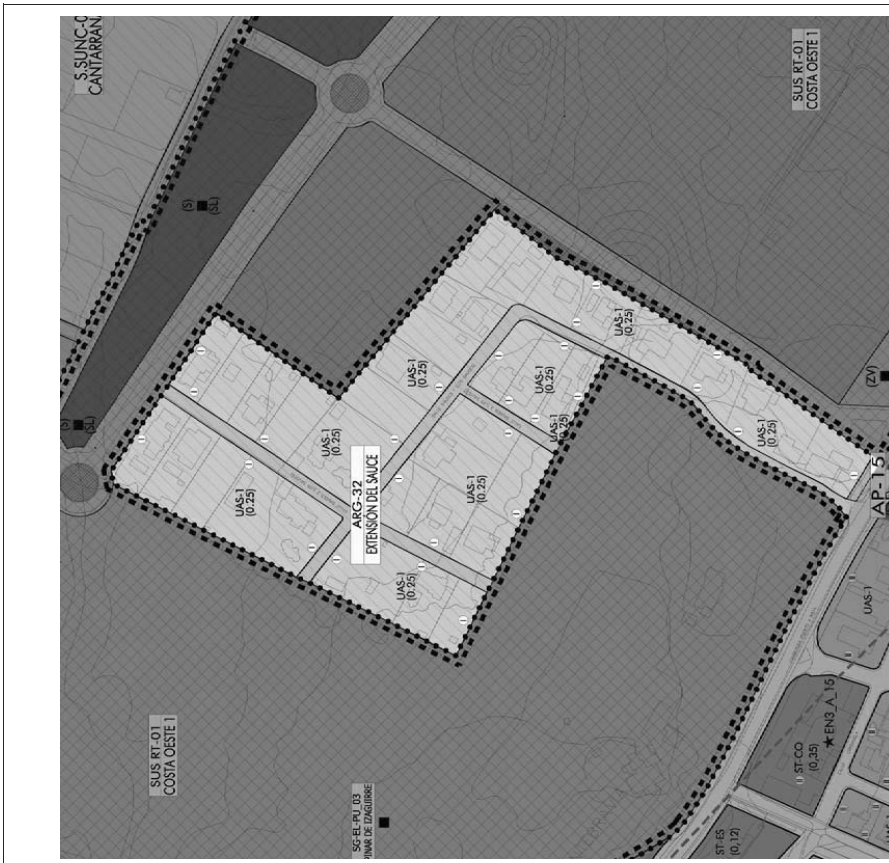 S.SUNC-0
CANTARRAN
SUS RT-01
COSTA OESTE 1
(S)
(SL)
UAS-1
(0.25)
UAS-1
(0.25)
UAS-1
(0.25)
UAS-1
(0.25)
(ZV)
(S)
(SL)
UAS-1
(0.25)
UAS-1
(0.25)
UAS-1
(0.25)
UAS-1
(0.25)
ARG-32
EXTENSIÓN DEL SAUCE
AP-15
UAS-1
(0.25)
UAS-1
SUS RT-01
COSTA OESTE 1
ST-CO
(0,35)
EN3_A_15
SG-EL-PU_03
PINAR DE IZAGUIRRE
ST-ES
(0,12)